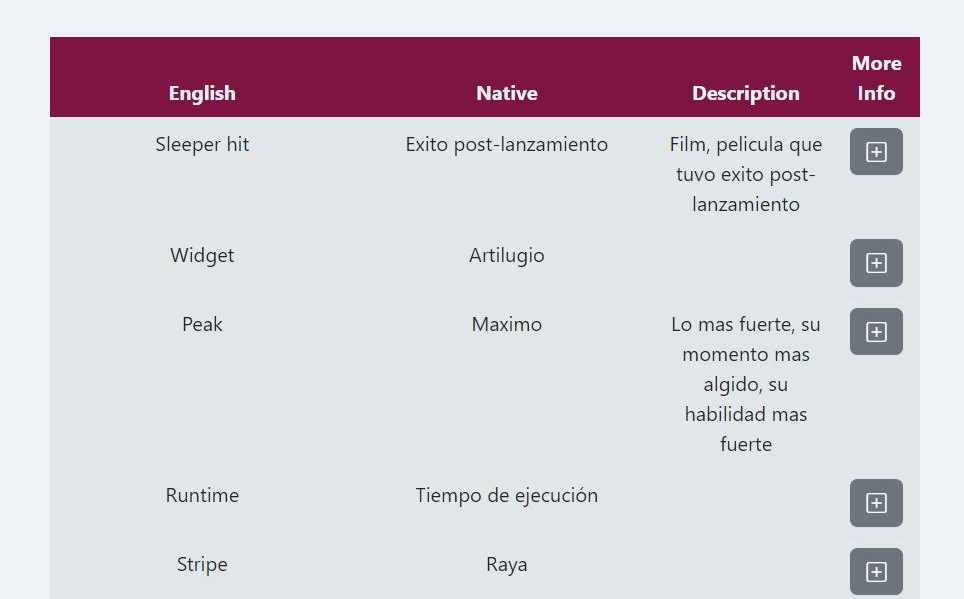 English Native Description More Info
Sleeper hit Exito post-lanzamiento Film, pelicula que
tuvo exito post-
lanzamiento
Widget Artilugio
Peak Maximo Lo mas fuerte, su
momento mas
algido, su
habilidad mas
fuerte
Runtime Tiempo de ejecución
Stripe Raya